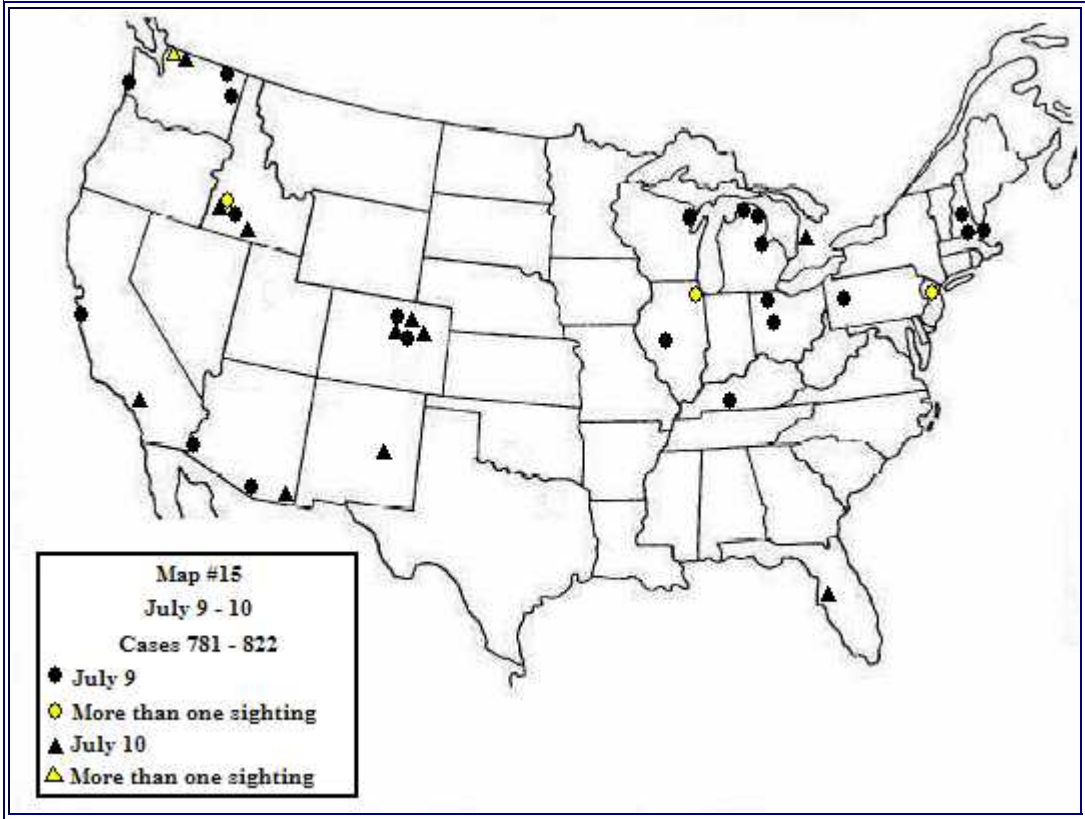 Map #15
July 9 - 10
Cases 781 - 822
July 9
More than one sighting
July 10
More than one sighting